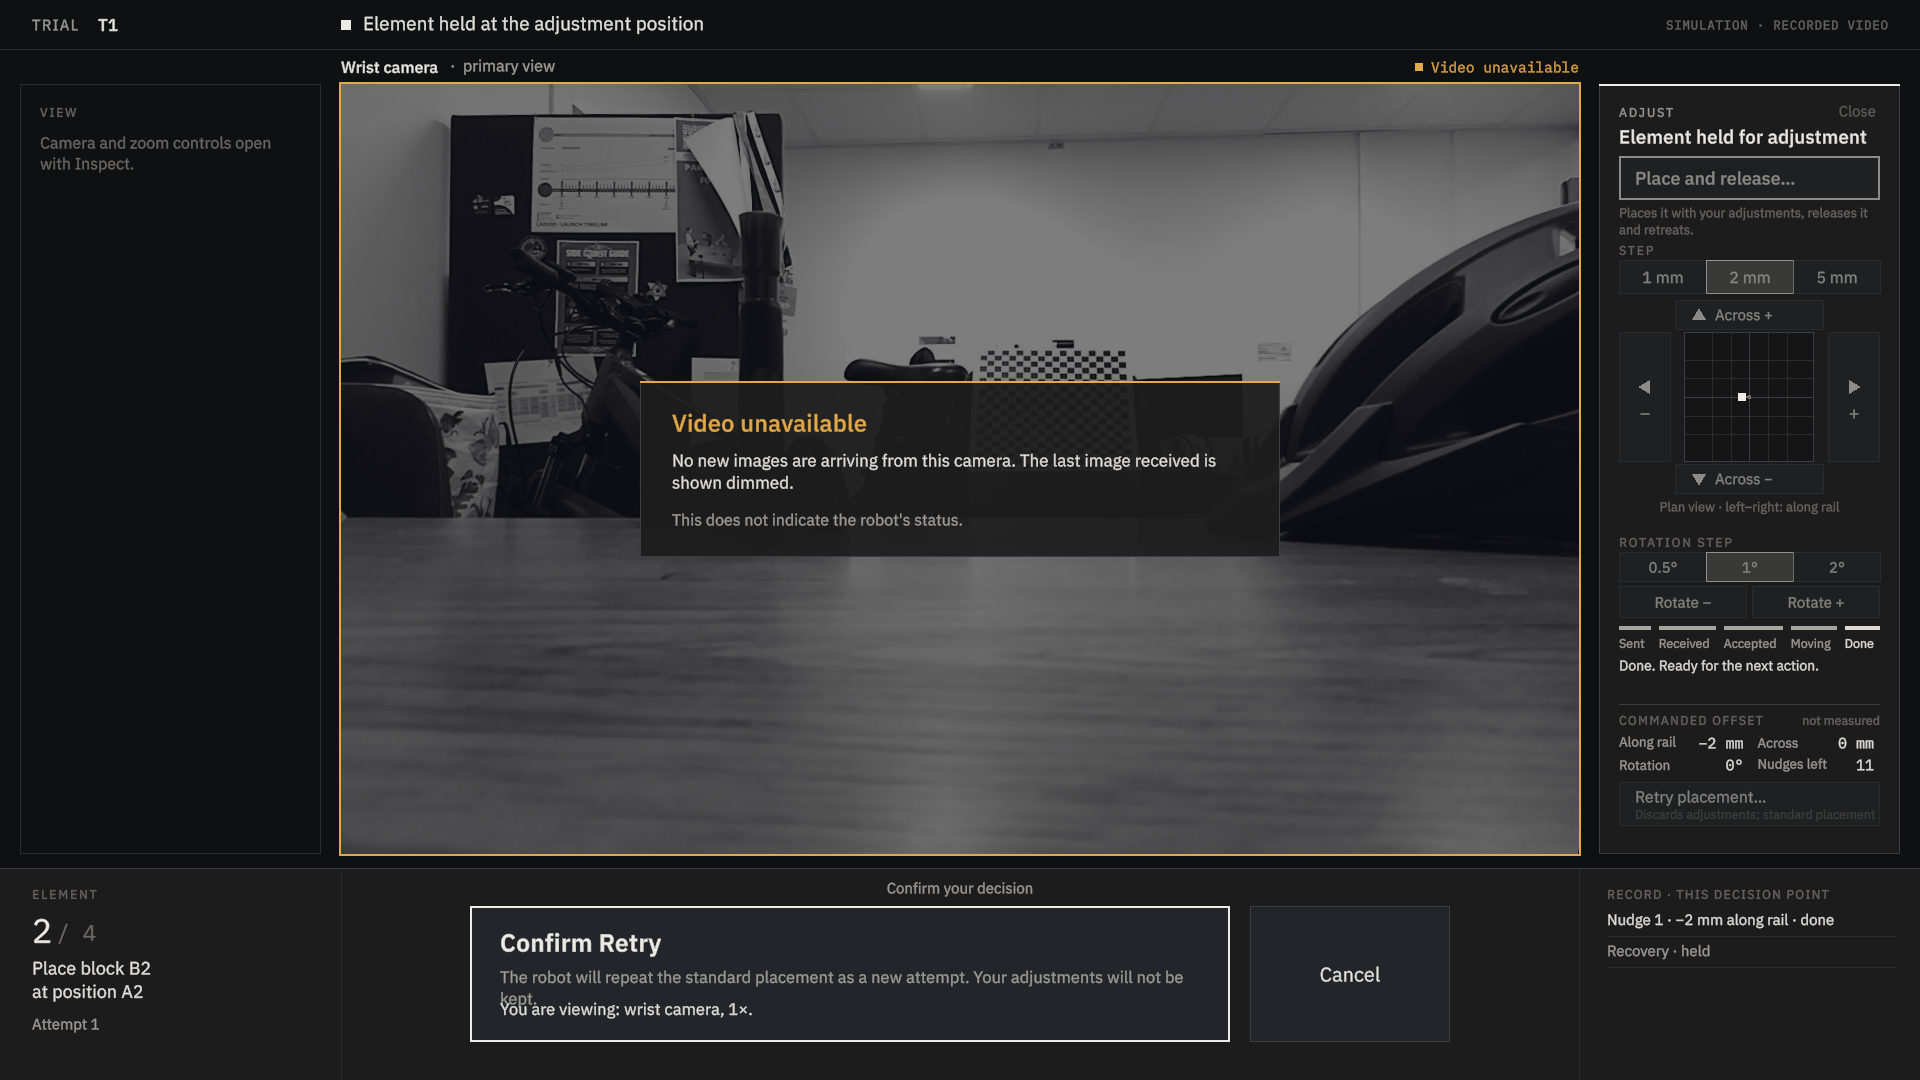 TRIAL T1
Element held at the adjustment position
SIMULATION · RECORDED VIDEO
Wrist camera · primary view
Video unavailable
VIEW
Camera and zoom controls open
with Inspect.
LAROSS · LAUNCH TIMELINE
SIDE QUEST GUIDE
Video unavailable
No new images are arriving from this camera. The last image received is
shown dimmed.
This does not indicate the robot's status.
ADJUST
Close
Element held for adjustment
Place and release...
Places it with your adjustments, releases it
and retreats.
STEP
1 mm 2 mm 5 mm
▲ Across +
◀ − ▶ +
▼ Across −
Plan view · left–right: along rail
ROTATION STEP
0.5° 1° 2°
Rotate − Rotate +
Sent Received Accepted Moving Done
Done. Ready for the next action.
COMMANDED OFFSET not measured
Along rail −2 mm Across 0 mm
Rotation 0° Nudges left 11
Retry placement...
Discards adjustments; standard placement
ELEMENT
2 / 4
Place block B2
at position A2
Attempt 1
Confirm your decision
Confirm Retry
The robot will repeat the standard placement as a new attempt. Your adjustments will not be
kept.
You are viewing: wrist camera, 1×.
Cancel
RECORD · THIS DECISION POINT
Nudge 1 · −2 mm along rail · done
Recovery · held